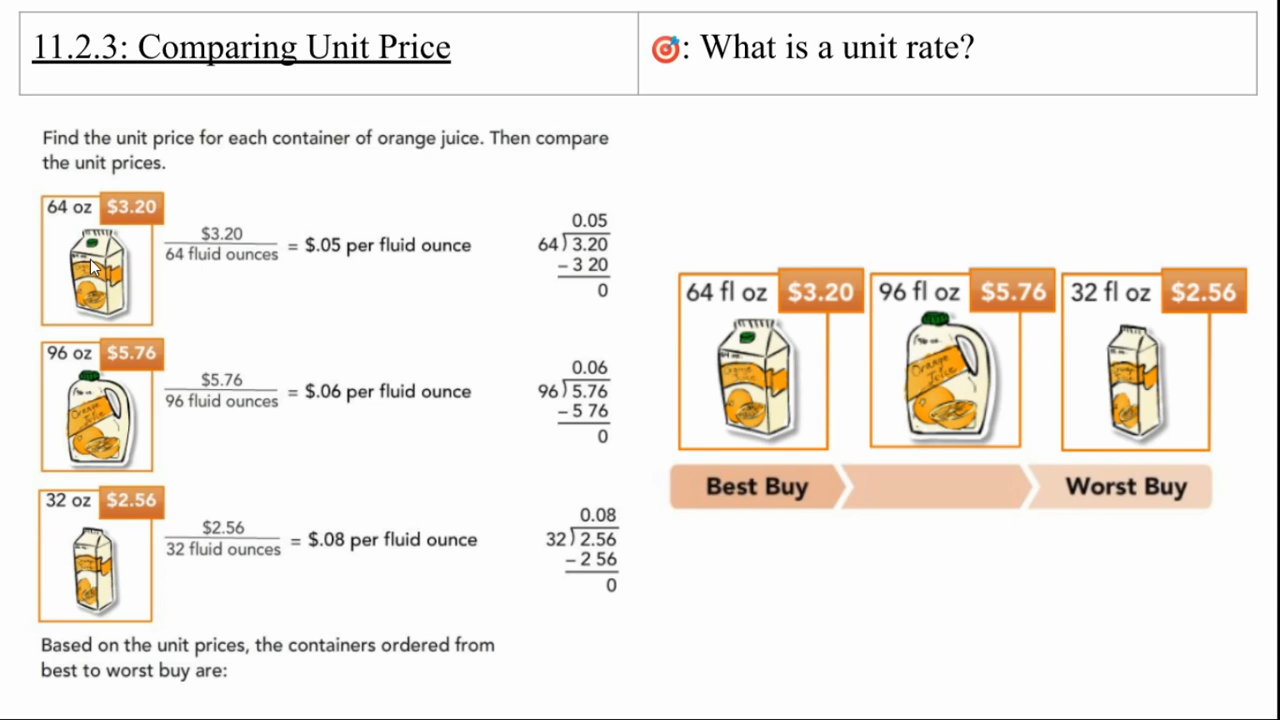 11.2.3: Comparing Unit Price
: What is a unit rate?
Find the unit price for each container of orange juice. Then compare
the unit prices.
64 oz $3.20
$3.20
64 fluid ounces
= $.05 per fluid ounce
0.05
64)3.20
-3 20
0
96 oz $5.76
Orange
Juice
$5.76
96 fluid ounces
= $.06 per fluid ounce
0.06
96)5.76
-5 76
0
32 oz $2.56
$2.56
32 fluid ounces
= $.08 per fluid ounce
0.08
32)2.56
-2 56
0
Based on the unit prices, the containers ordered from
best to worst buy are:
64 fl oz $3.20
96 fl oz $5.76
32 fl oz $2.56
Orange
Orange
Juice
Best Buy
Worst Buy